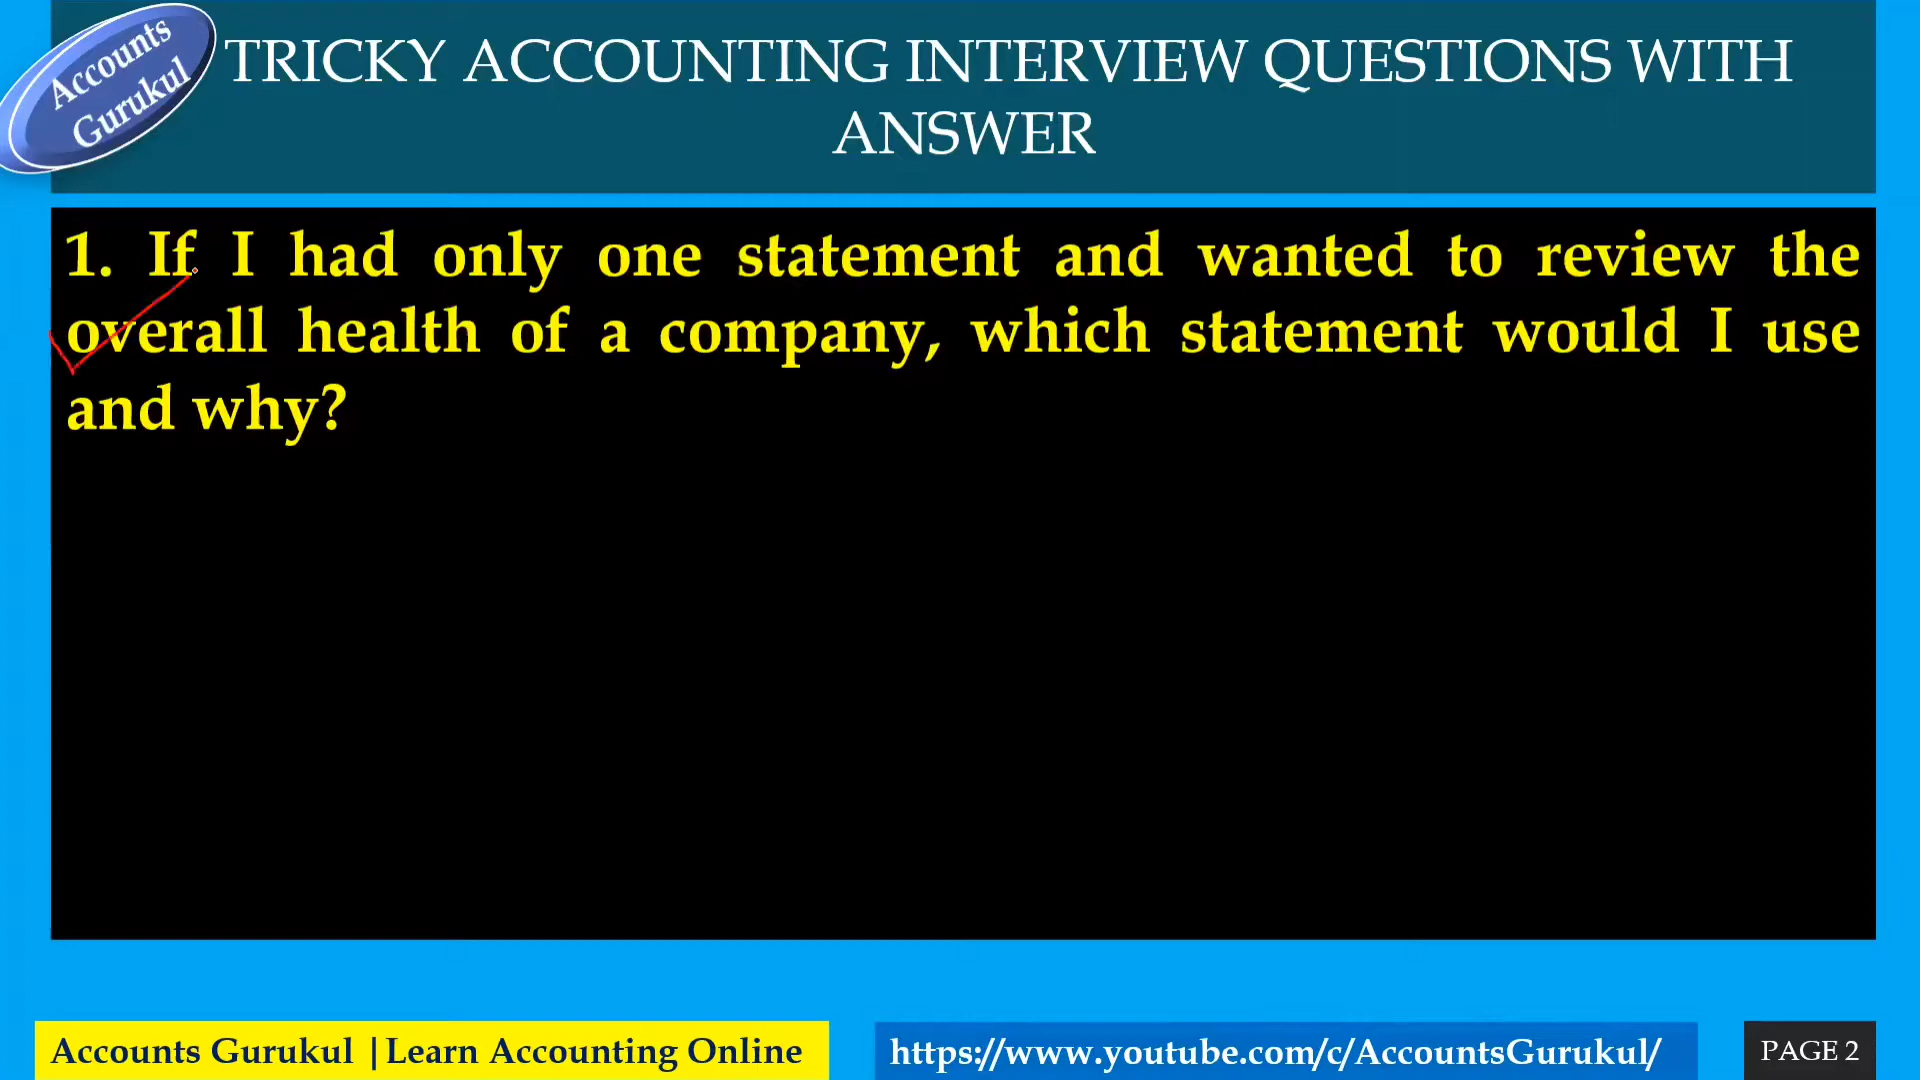 Accounts
Gurukul
TRICKY ACCOUNTING INTERVIEW QUESTIONS WITH
ANSWER
1. If I had only one statement and wanted to review the
overall health of a company, which statement would I use
and why?
Accounts Gurukul | Learn Accounting Online
https://www.youtube.com/c/AccountsGurukul/
PAGE 2